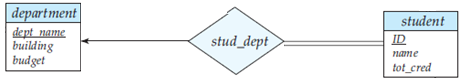 department
dept_name
building
budget
stud_dept
student
ID
name
tot_cred